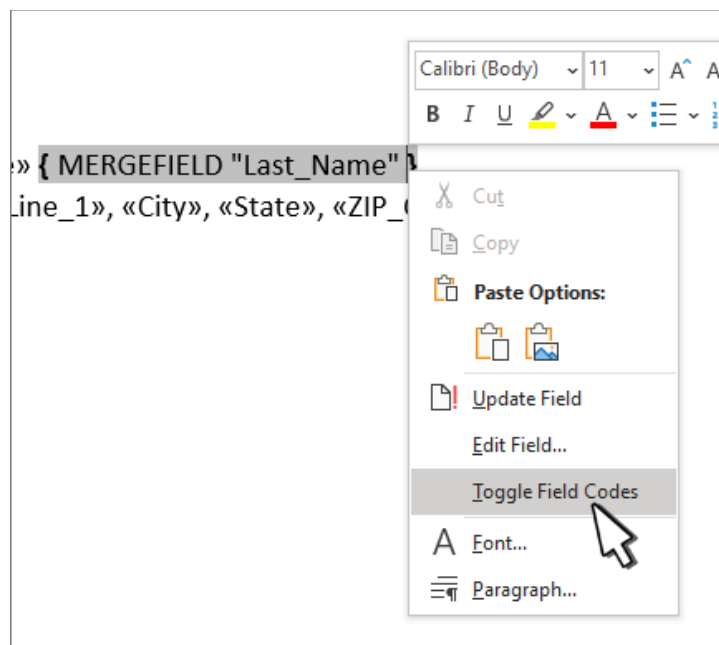 Calibri (Body) 11 A A
B I U A
» { MERGEFIELD "Last_Name" }
Line_1», «City», «State», «ZIP_
Cut
Copy
Paste Options:
Update Field
Edit Field...
Toggle Field Codes
A Font...
Paragraph...